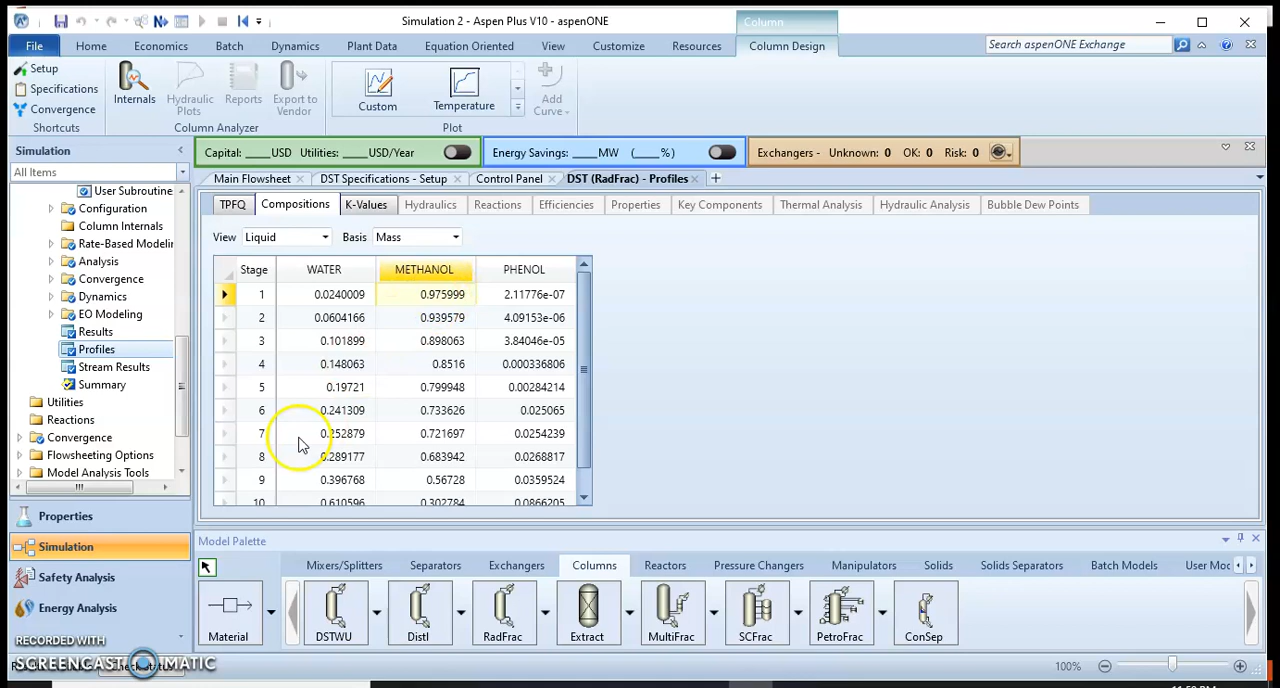 Simulation 2 - Aspen Plus V10 - aspenONE
Column
File Home Economics Batch Dynamics Plant Data Equation Oriented View Customize Resources Column Design
Search aspenONE Exchange
Setup
Specifications
Convergence
Shortcuts
Internals
Hydraulic Plots
Reports
Export to Vendor
Column Analyzer
Custom
Temperature
Add Curve
Plot
Simulation
All Items
Capital: ____USD Utilities: ____USD/Year
Energy Savings: ____MW (____%)
Exchangers - Unknown: 0 OK: 0 Risk: 0
Main Flowsheet DST Specifications - Setup Control Panel DST (RadFrac) - Profiles
TPFQ Compositions K-Values Hydraulics Reactions Efficiencies Properties Key Components Thermal Analysis Hydraulic Analysis Bubble Dew Points
View Liquid Basis Mass
Stage WATER METHANOL PHENOL
1 0.0240009 0.975999 2.11776e-07
2 0.0604166 0.939579 4.09153e-06
3 0.101899 0.898063 3.84046e-05
4 0.148063 0.8516 0.000336806
5 0.19721 0.799948 0.00284214
6 0.241309 0.733626 0.025065
7 0.252879 0.721697 0.0254239
8 0.289177 0.683942 0.0268817
9 0.396768 0.56728 0.0359524
10 0.610596 0.302784 0.0866205
User Subroutine
Configuration
Column Internals
Rate-Based Modelin
Analysis
Convergence
Dynamics
EO Modeling
Results
Profiles
Stream Results
Summary
Utilities
Reactions
Convergence
Flowsheeting Options
Model Analysis Tools
Properties
Simulation
Safety Analysis
Energy Analysis
Model Palette
Mixers/Splitters Separators Exchangers Columns Reactors Pressure Changers Manipulators Solids Solids Separators Batch Models User Moc
Material DSTWU Distl RadFrac Extract MultiFrac SCFrac PetroFrac ConSep
RECORDED WITH
SCREENCAST MATIC
100%